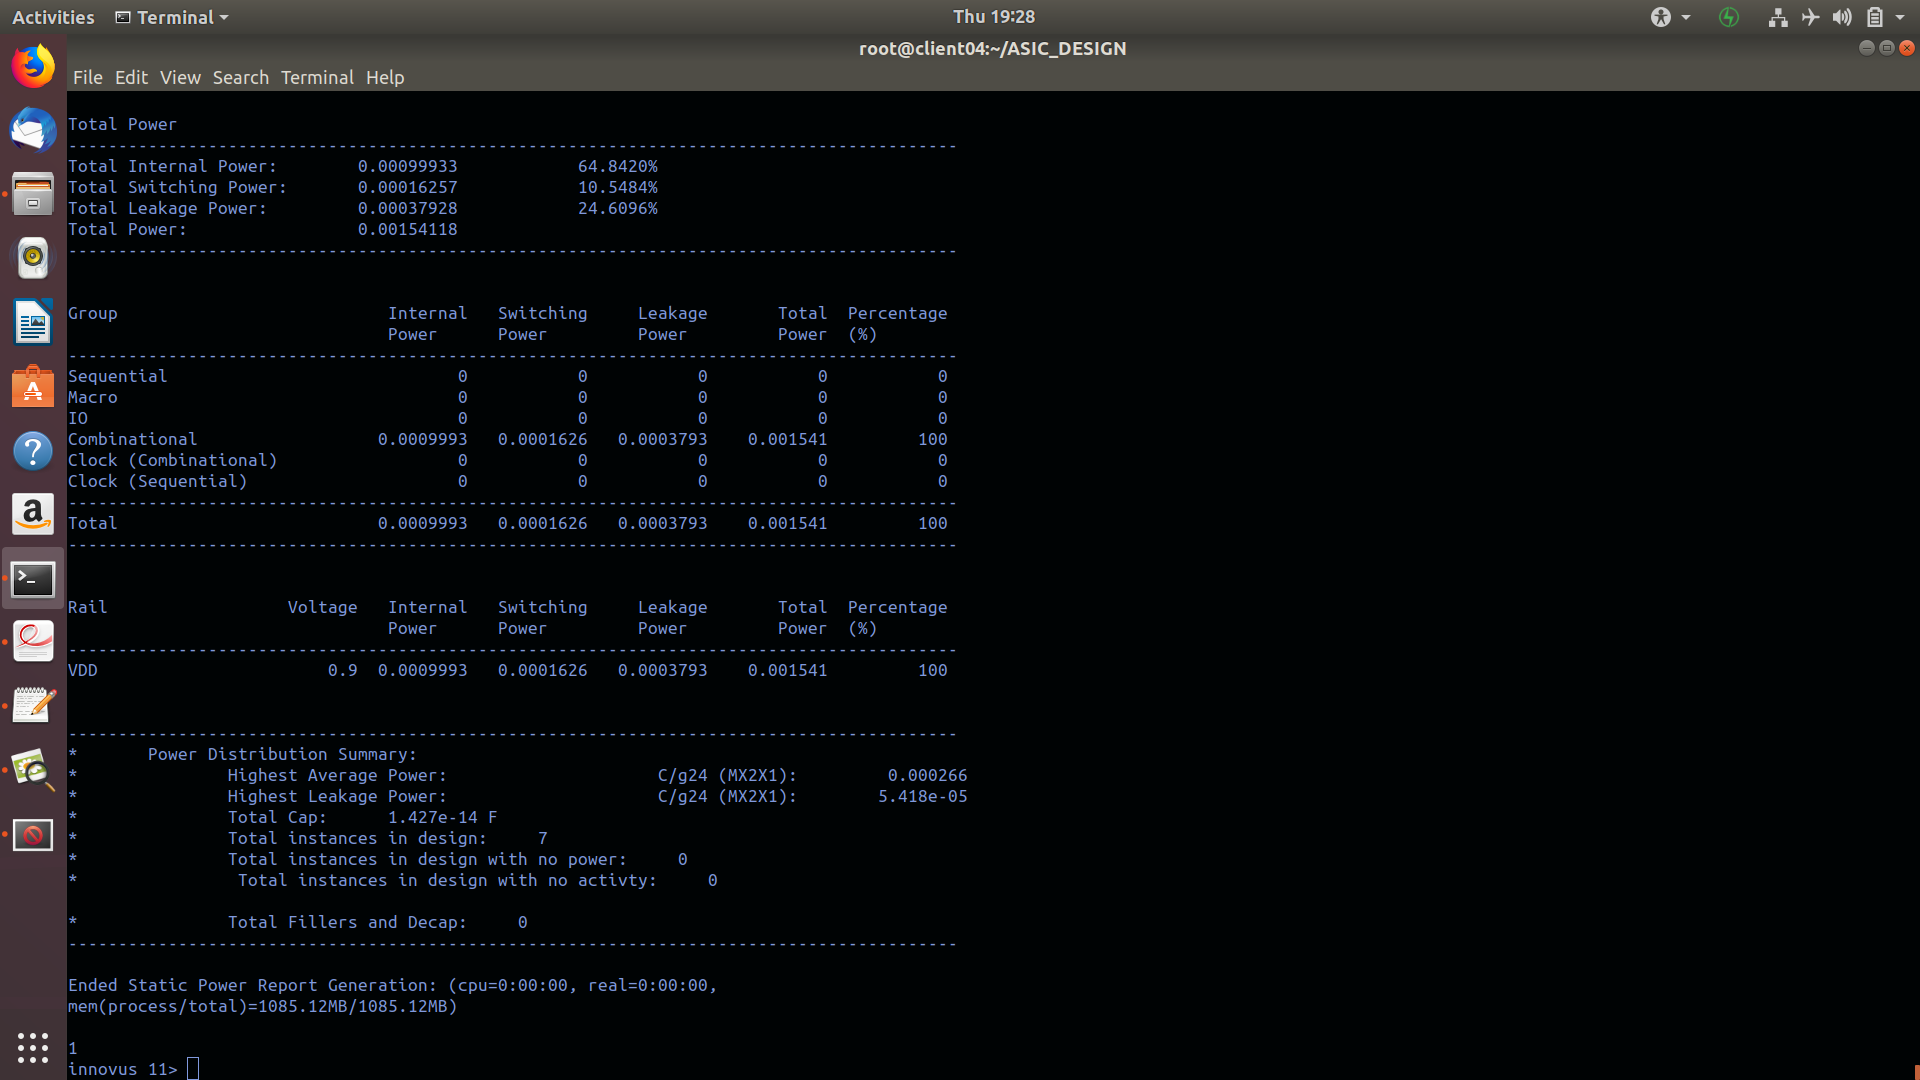 Activities Terminal Thu 19:28
root@client04:~/ASIC_DESIGN
File Edit View Search Terminal Help
Total Power
-----------------------------------------------------------------------------------------
Total Internal Power: 0.00099933 64.8420%
Total Switching Power: 0.00016257 10.5484%
Total Leakage Power: 0.00037928 24.6096%
Total Power: 0.00154118
-----------------------------------------------------------------------------------------
Group Internal Switching Leakage Total Percentage
Power Power Power Power (%)
-----------------------------------------------------------------------------------------
Sequential 0 0 0 0 0
Macro 0 0 0 0 0
IO 0 0 0 0 0
Combinational 0.0009993 0.0001626 0.0003793 0.001541 100
Clock (Combinational) 0 0 0 0 0
Clock (Sequential) 0 0 0 0 0
-----------------------------------------------------------------------------------------
Total 0.0009993 0.0001626 0.0003793 0.001541 100
-----------------------------------------------------------------------------------------
Rail Voltage Internal Switching Leakage Total Percentage
Power Power Power Power (%)
-----------------------------------------------------------------------------------------
VDD 0.9 0.0009993 0.0001626 0.0003793 0.001541 100
-----------------------------------------------------------------------------------------
* Power Distribution Summary:
* Highest Average Power: C/g24 (MX2X1): 0.000266
* Highest Leakage Power: C/g24 (MX2X1): 5.418e-05
* Total Cap: 1.427e-14 F
* Total instances in design: 7
* Total instances in design with no power: 0
* Total instances in design with no activty: 0
* Total Fillers and Decap: 0
-----------------------------------------------------------------------------------------
Ended Static Power Report Generation: (cpu=0:00:00, real=0:00:00,
mem(process/total)=1085.12MB/1085.12MB)
1
innovus 11>